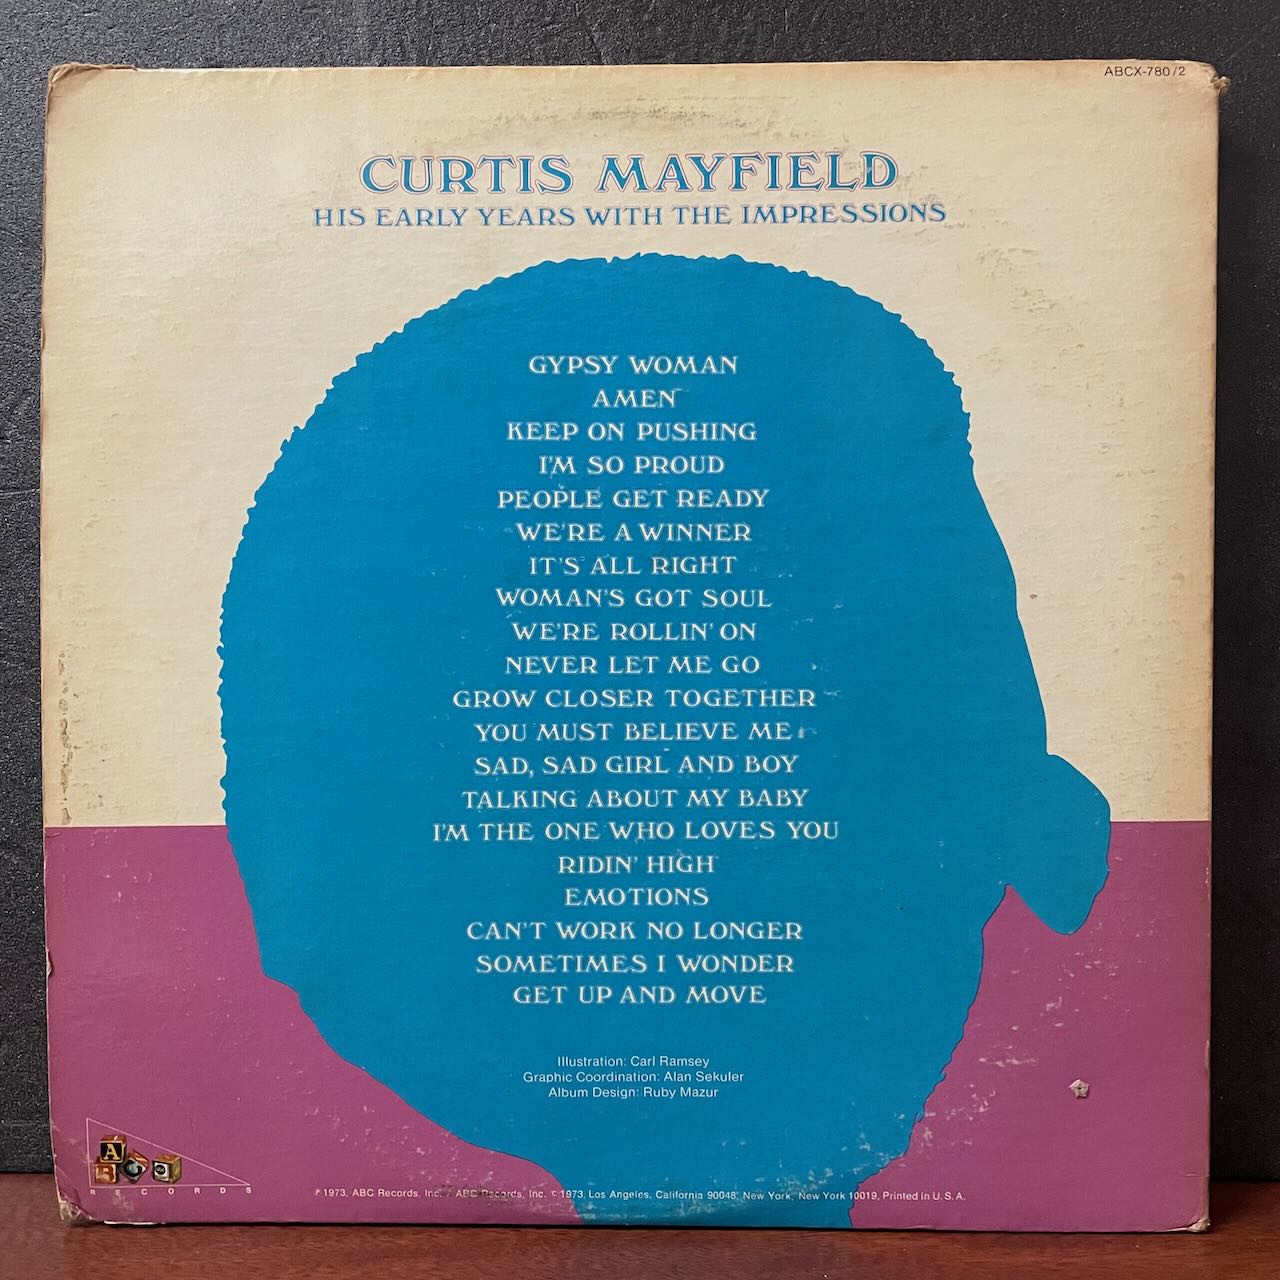 ABCX-780/2
CURTIS MAYFIELD
HIS EARLY YEARS WITH THE IMPRESSIONS
GYPSY WOMAN
AMEN
KEEP ON PUSHING
I'M SO PROUD
PEOPLE GET READY
WE'RE A WINNER
IT'S ALL RIGHT
WOMAN'S GOT SOUL
WE'RE ROLLIN' ON
NEVER LET ME GO
GROW CLOSER TOGETHER
YOU MUST BELIEVE ME
SAD, SAD GIRL AND BOY
TALKING ABOUT MY BABY
I'M THE ONE WHO LOVES YOU
RIDIN' HIGH
EMOTIONS
CAN'T WORK NO LONGER
SOMETIMES I WONDER
GET UP AND MOVE
Illustration: Carl Ramsey
Graphic Coordination: Alan Sekuler
Album Design: Ruby Mazur
A
B C
RECORDS
℗ 1973, ABC Records, Inc. / ABC Records, Inc. © 1973, Los Angeles, California 90048, New York, New York 10019, Printed in U.S.A.